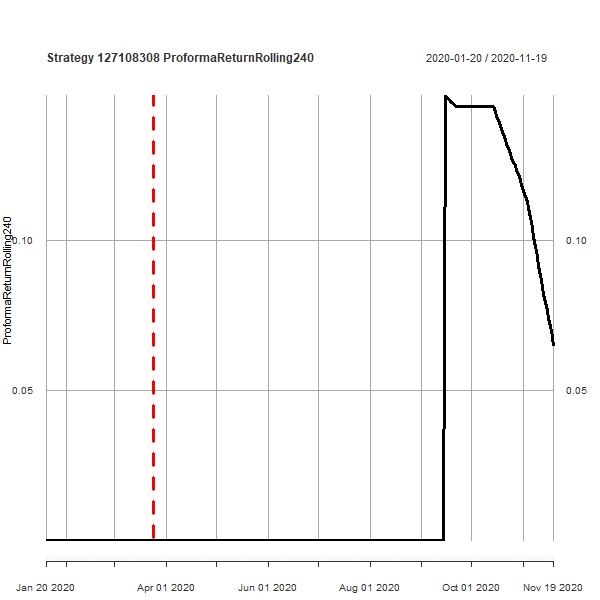 Strategy 127108308 ProformaReturnRolling240
2020-01-20 / 2020-11-19
ProformaReturnRolling240
0.10
0.10
0.05
0.05
Jan 20 2020
Apr 01 2020
Jun 01 2020
Aug 01 2020
Oct 01 2020
Nov 19 2020